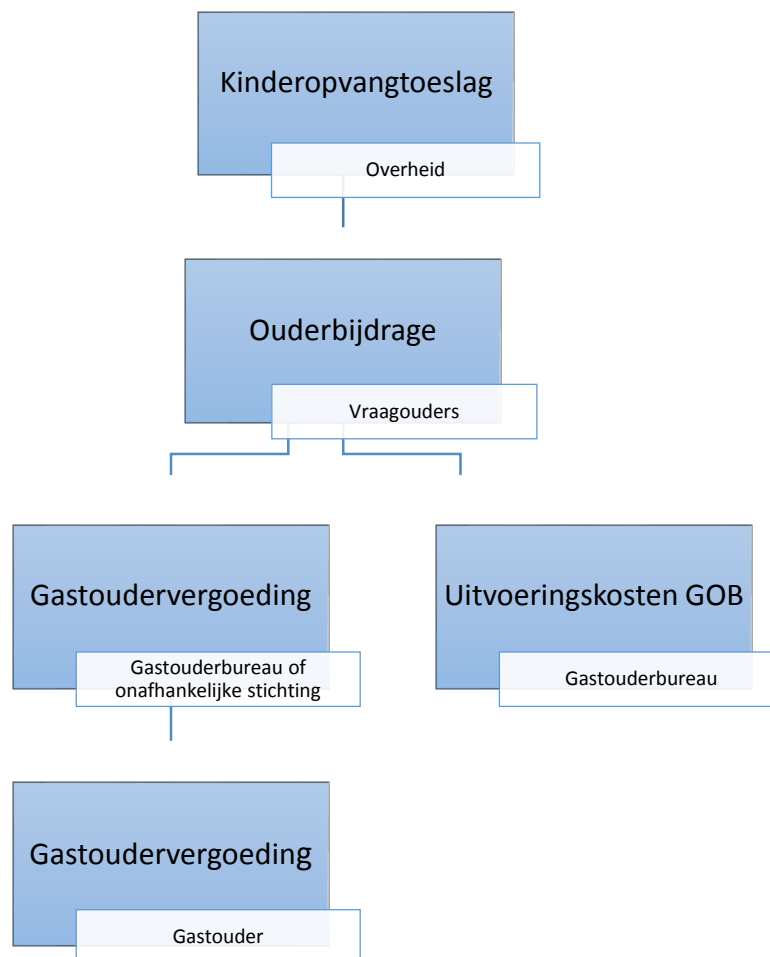 Kinderopvangtoeslag
Overheid
Ouderbijdrage
Vraagouders
Gastoudervergoeding
Gastouderbureau of
onafhankelijke stichting
Uitvoeringskosten GOB
Gastouderbureau
Gastoudervergoeding
Gastouder